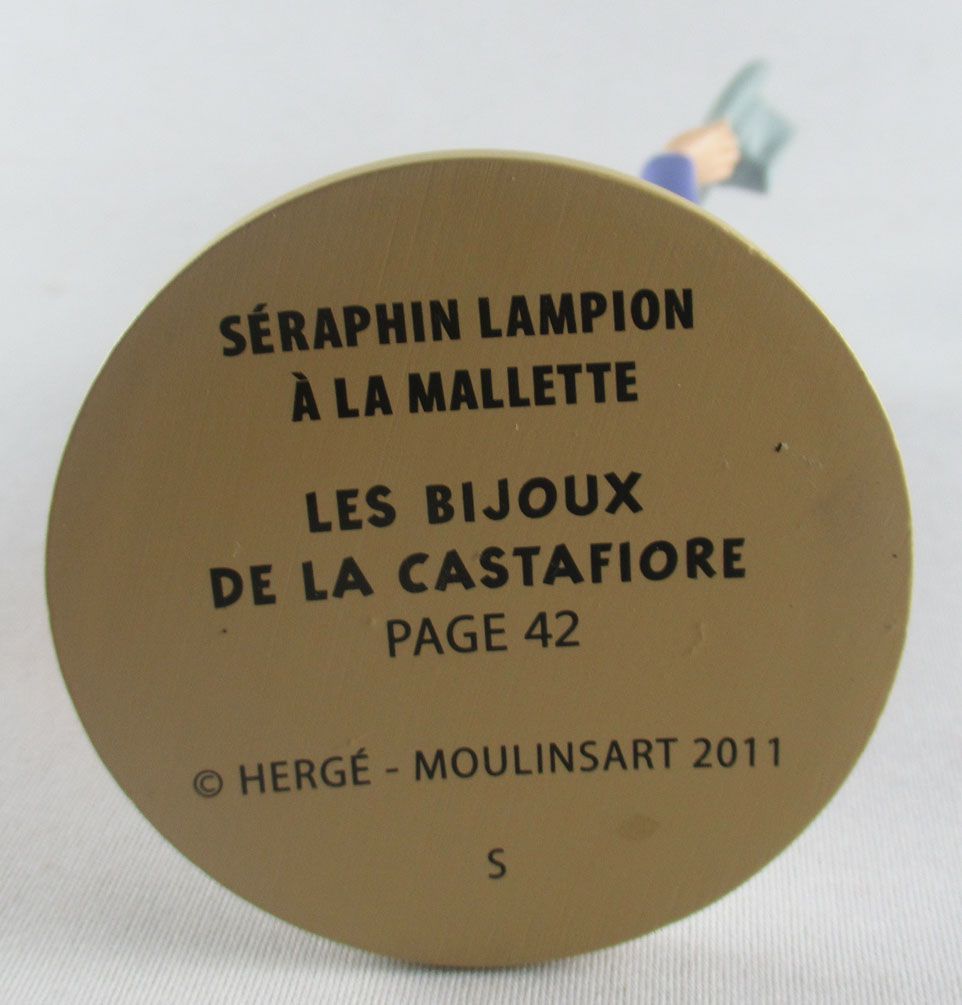 SÉRAPHIN LAMPION
À LA MALLETTE
LES BIJOUX
DE LA CASTAFIORE
PAGE 42
© HERGÉ - MOULINSART 2011
S